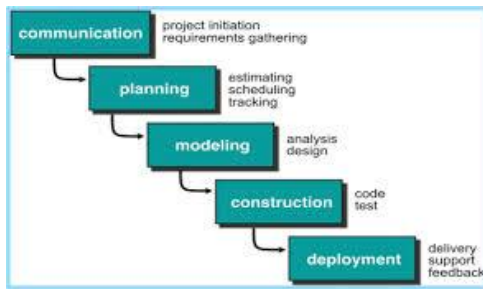 communication
project initiation
requirements gathering
planning
estimating
scheduling
tracking
modeling
analysis
design
construction
code
test
deployment
delivery
support
feedback